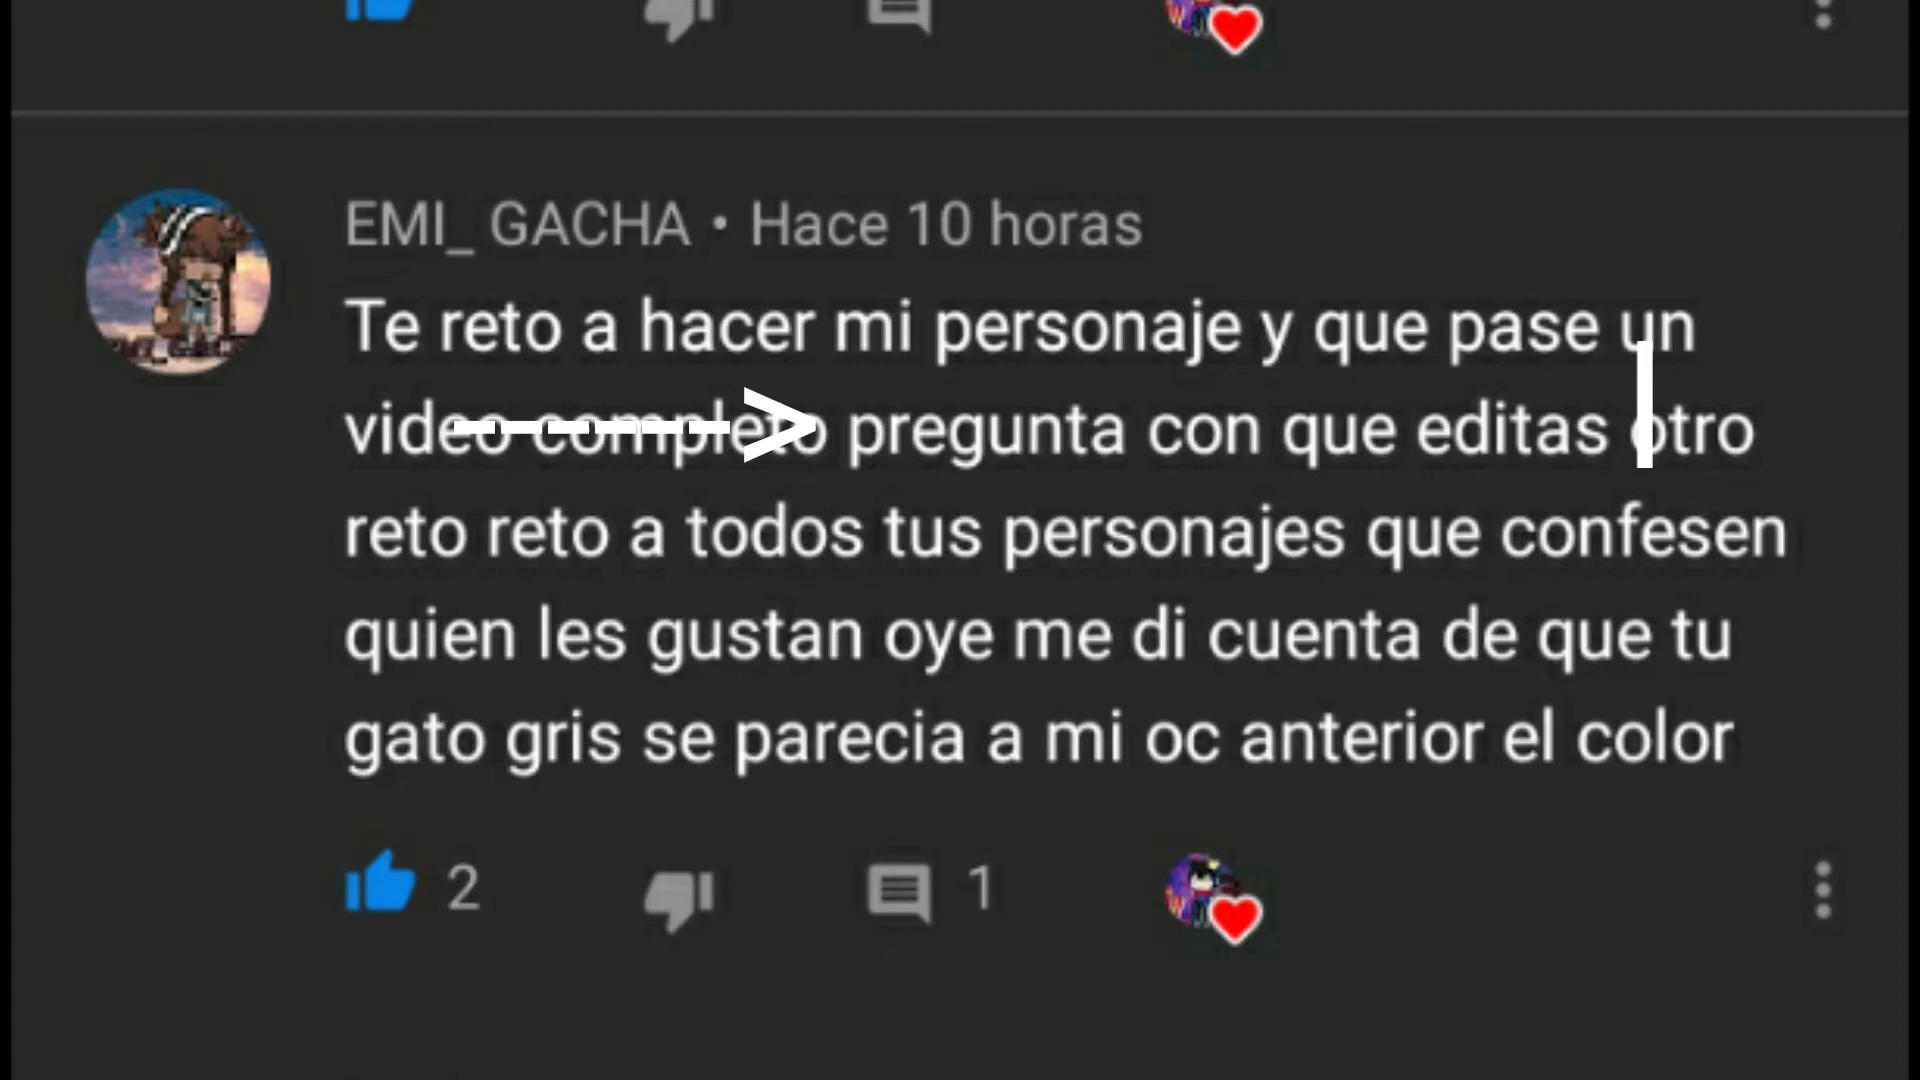 EMI_ GACHA • Hace 10 horas
Te reto a hacer mi personaje y que pase un
video completo pregunta con que editas otro
reto reto a todos tus personajes que confesen
quien les gustan oye me di cuenta de que tu
gato gris se parecia a mi oc anterior el color
2 1
------> |